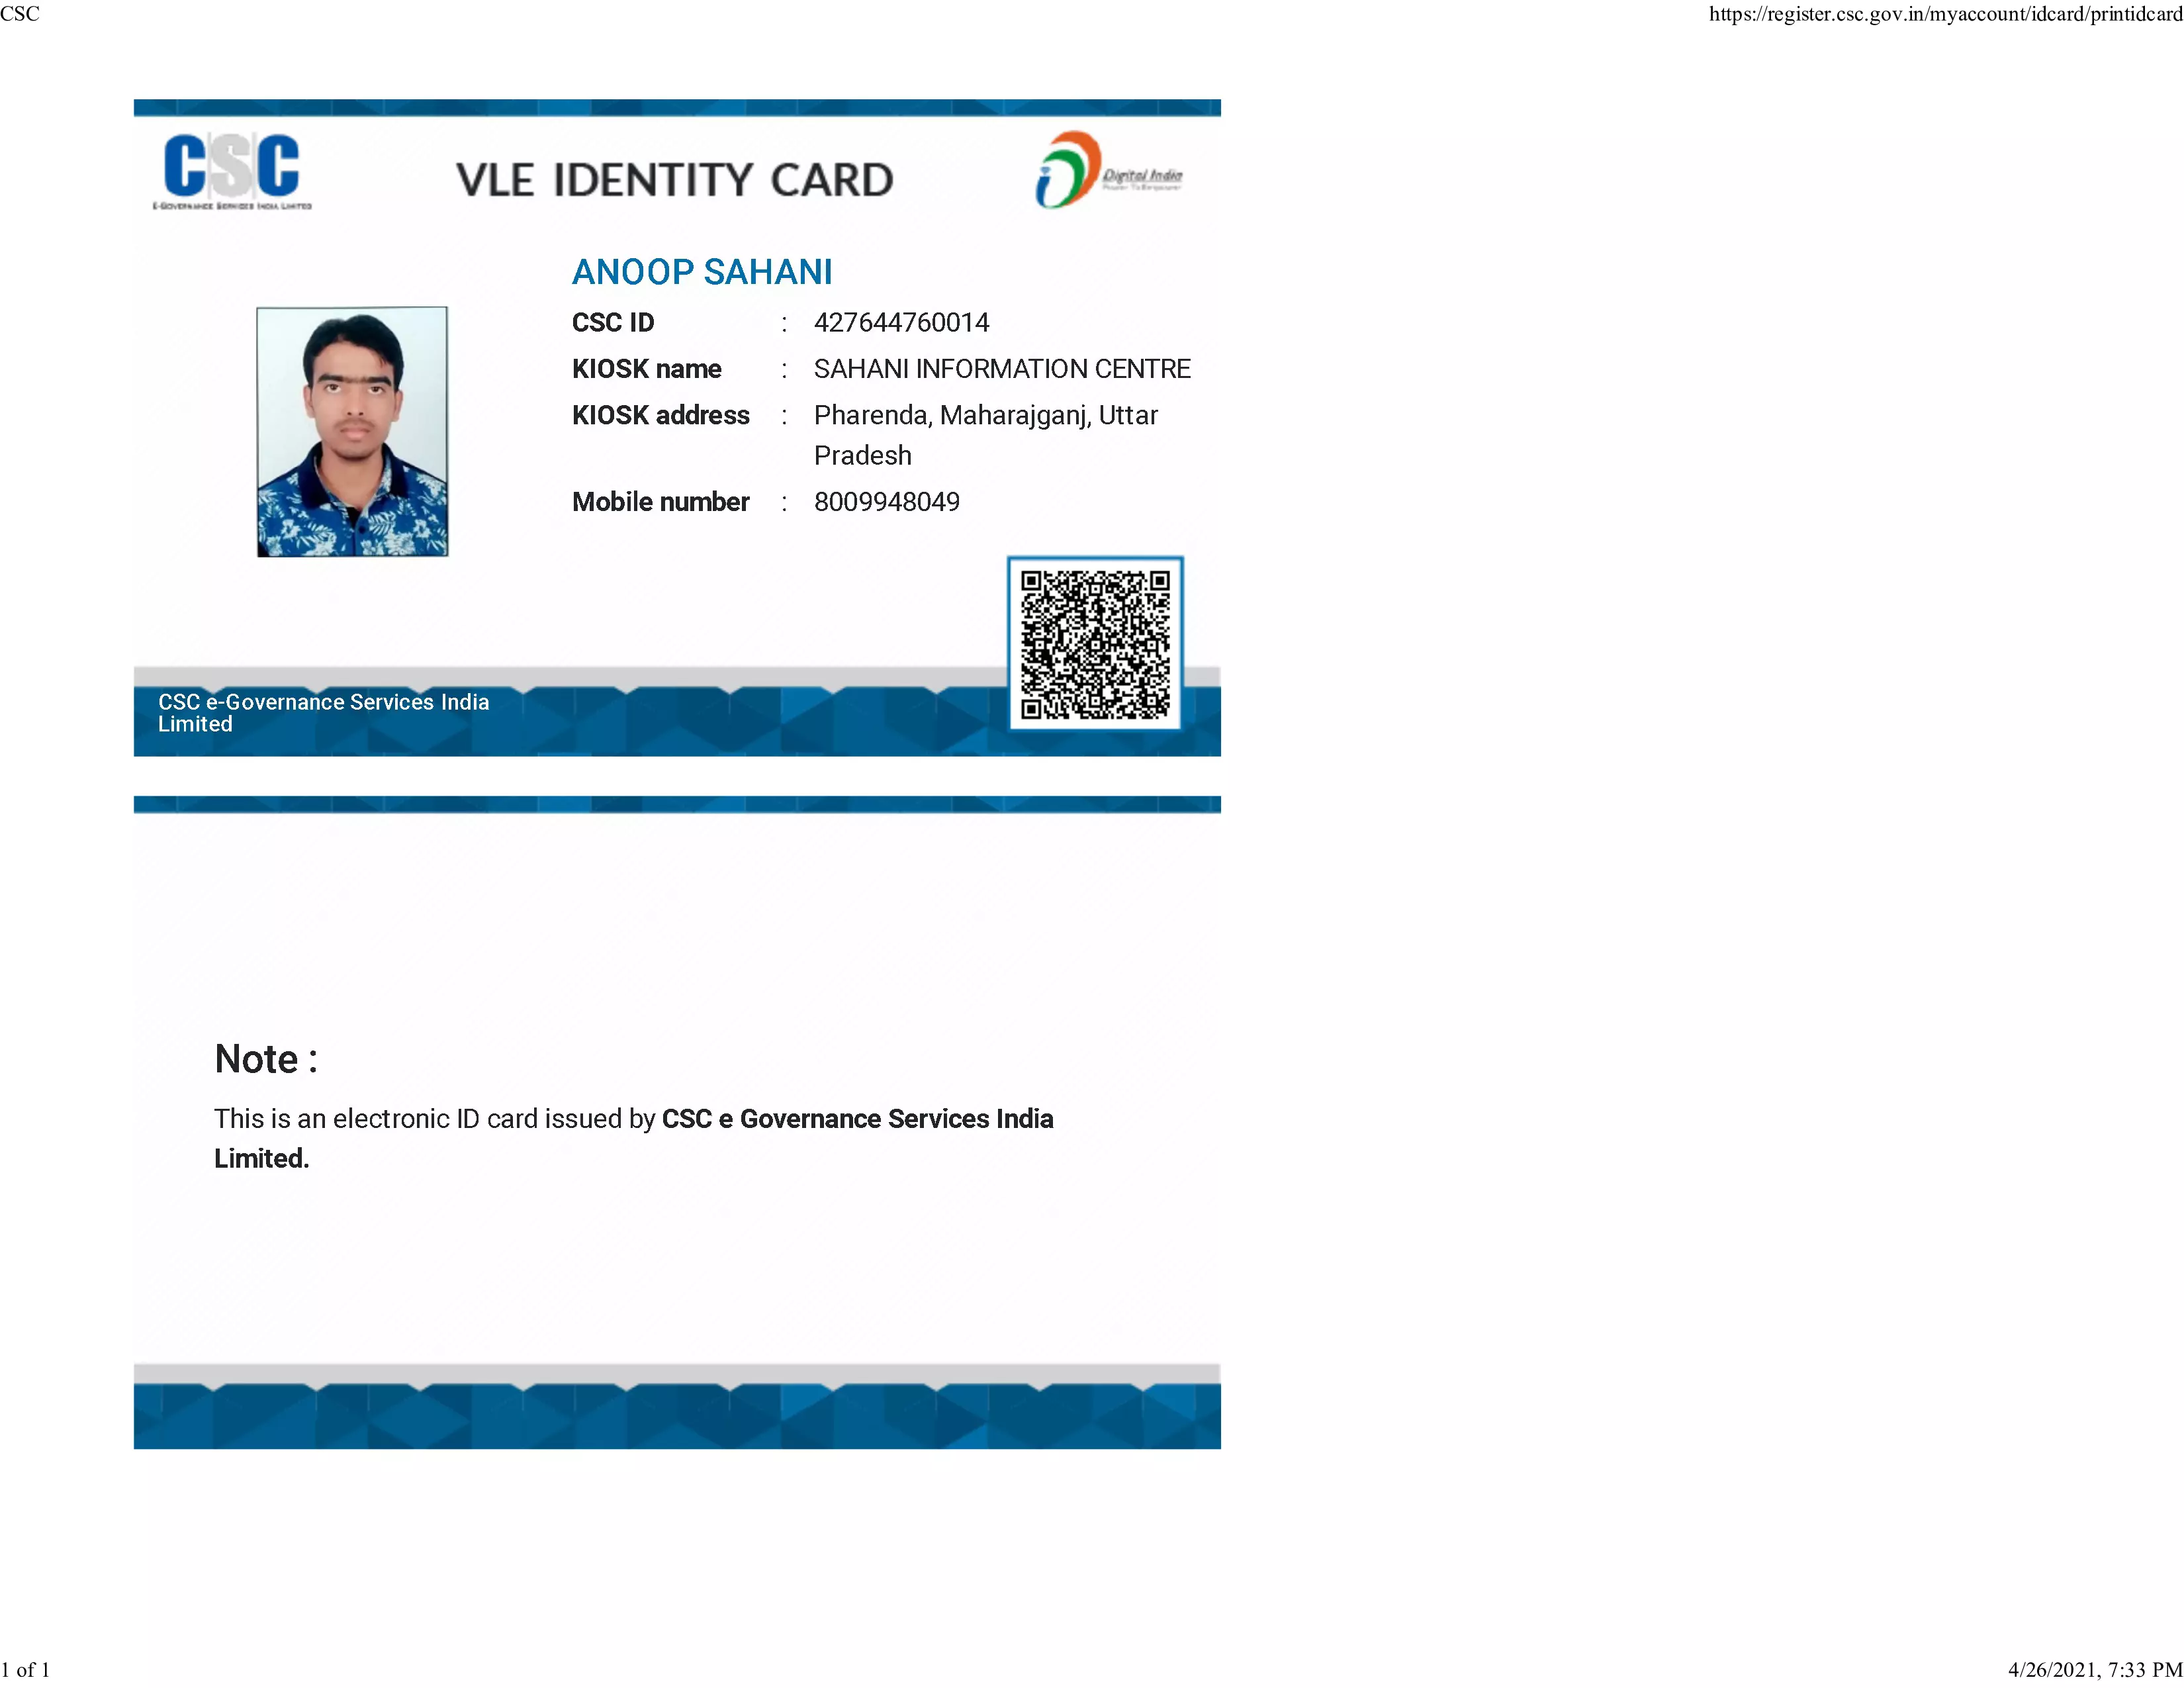 CSC
https://register.csc.gov.in/myaccount/idcard/printidcard
CSC
E-GOVERNANCE SERVICES INDIA LIMITED
VLE IDENTITY CARD
Digital India
Power To Empower
ANOOP SAHANI
CSC ID : 427644760014
KIOSK name : SAHANI INFORMATION CENTRE
KIOSK address : Pharenda, Maharajganj, Uttar
Pradesh
Mobile number : 8009948049
CSC e-Governance Services India
Limited
Note :
This is an electronic ID card issued by CSC e Governance Services India
Limited.
1 of 1
4/26/2021, 7:33 PM